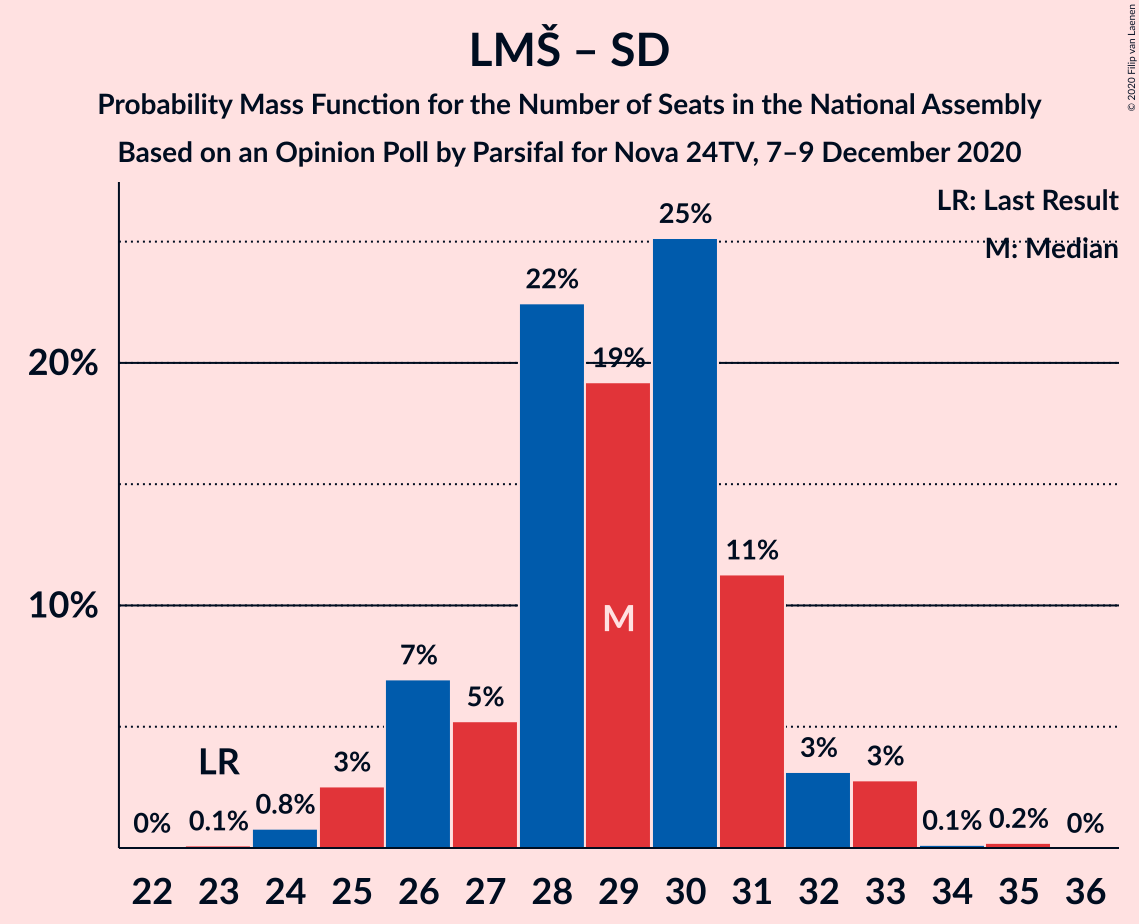 LMŠ – SD
Probability Mass Function for the Number of Seats in the National Assembly
Based on an Opinion Poll by Parsifal for Nova 24TV, 7–9 December 2020
© 2020 Filip van Laenen
LR: Last Result
M: Median
25%
22%
20%
19%
11%
10%
M
7%
5%
LR
3%
3%
3%
0%
0.1%
0.8%
0.1%
0.2%
0%
22 23 24 25 26 27 28 29 30 31 32 33 34 35 36